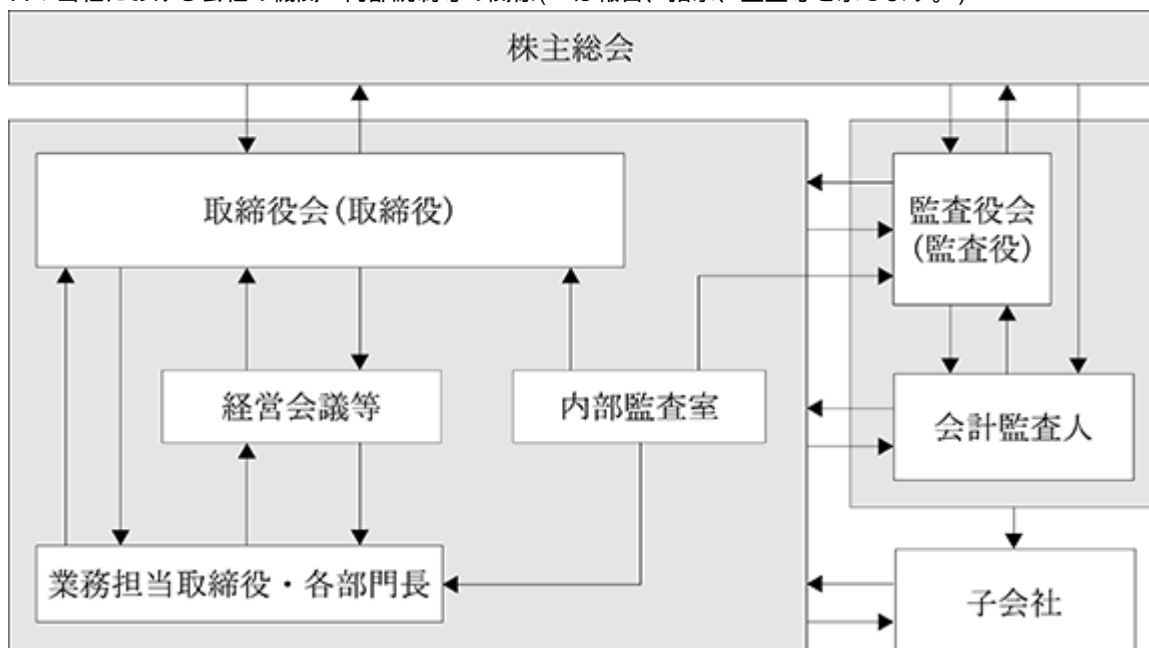 株主総会
取締役会(取締役)
監査役会
(監査役)
経営会議等
内部監査室
会計監査人
業務担当取締役・各部門長
子会社